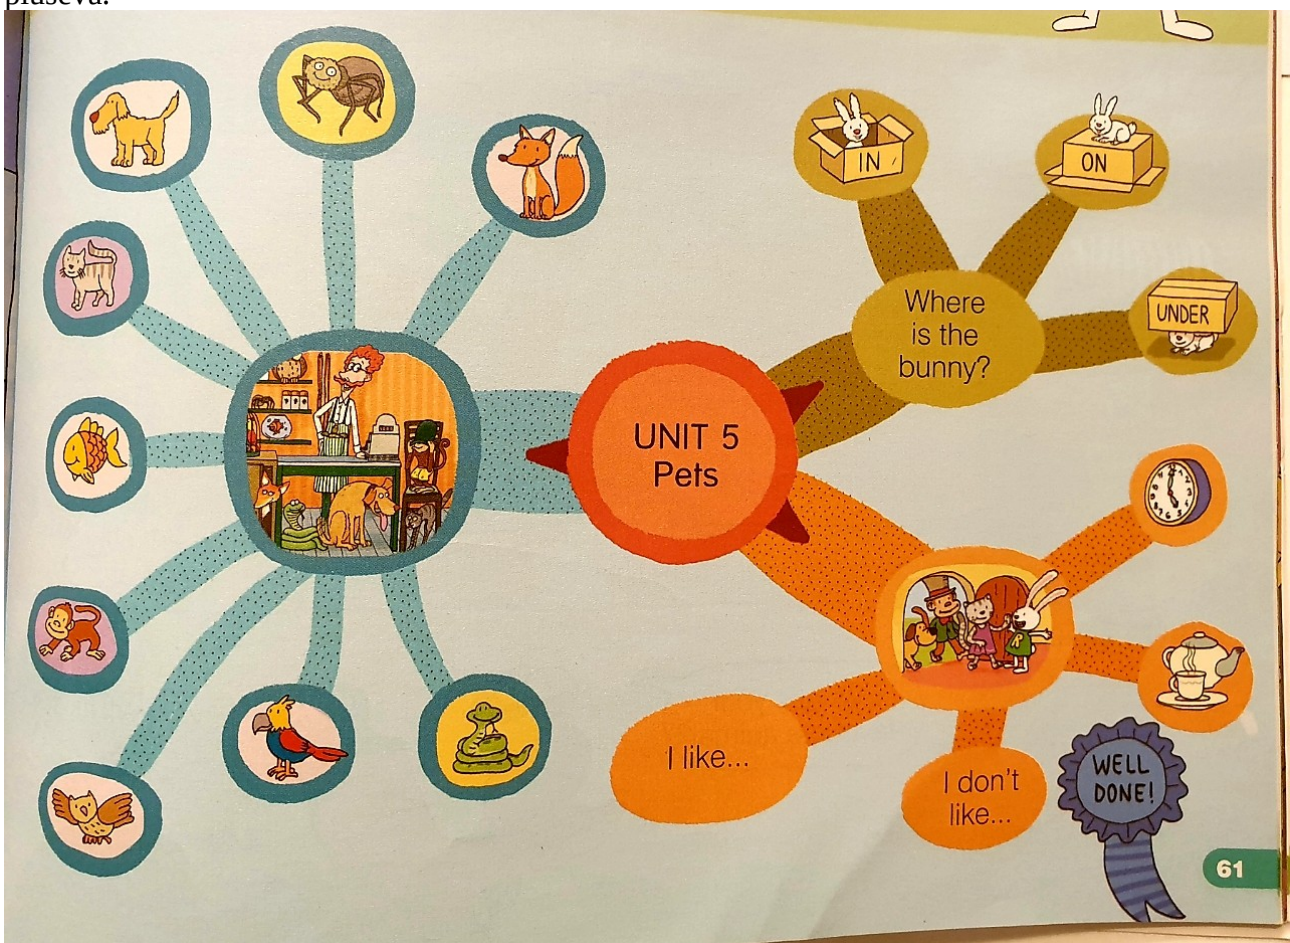 IN
ON
UNDER
Where
is the
bunny?
UNIT 5
Pets
I like...
I don't
like...
WELL
DONE!
61